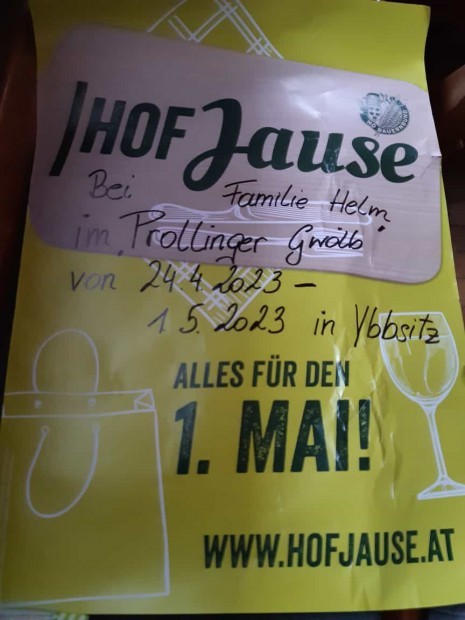 HOF Jause
Bei Familie Helm
im Prollinger Gwölb
von 24.4.2023 –
1.5.2023 in Ybbsitz
ALLES FÜR DEN
1. MAI!
WWW.HOFJAUSE.AT